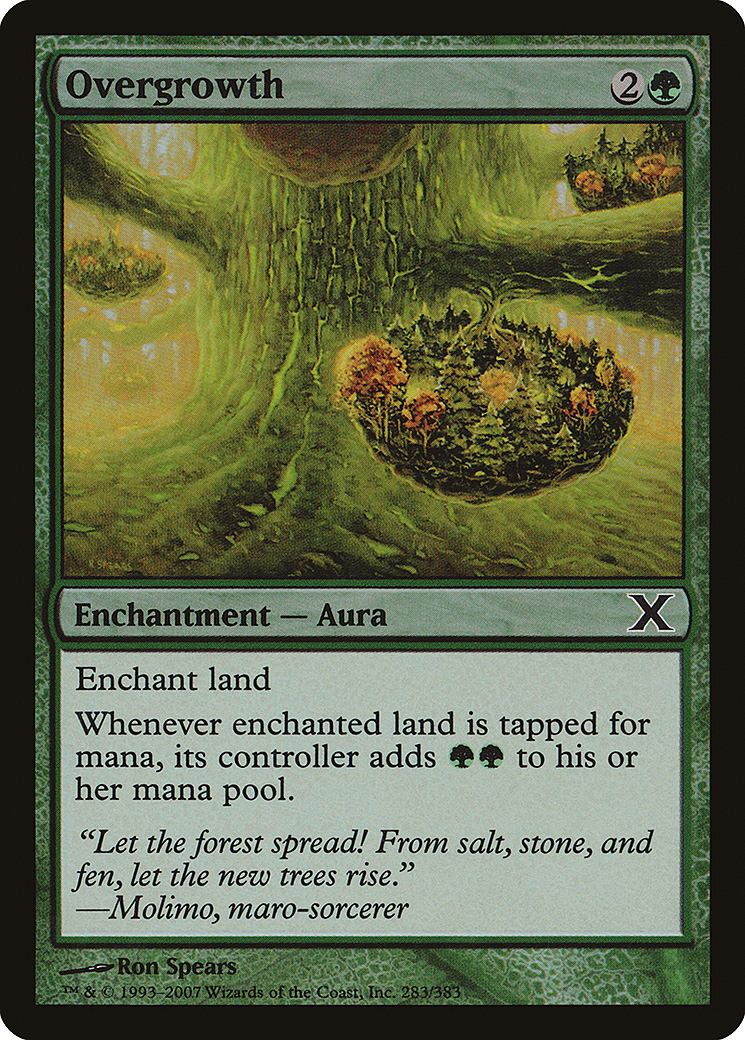 Overgrowth 2
R SPEARS
Enchantment — Aura X
Enchant land
Whenever enchanted land is tapped for
mana, its controller adds to his or
her mana pool.
“Let the forest spread! From salt, stone, and
fen, let the new trees rise.”
—Molimo, maro-sorcerer
Ron Spears
™ & © 1993–2007 Wizards of the Coast, Inc. 283/383